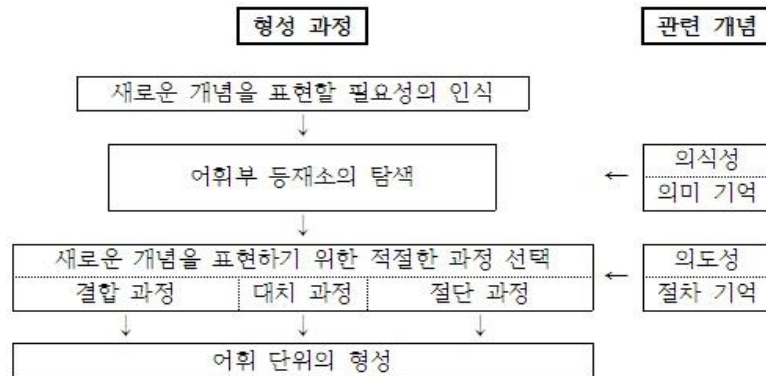 형성 과정
관련 개념
새로운 개념을 표현할 필요성의 인식
↓
어휘부 등재소의 탐색
←
의식성
의미 기억
↓
새로운 개념을 표현하기 위한 적절한 과정 선택
←
의도성
결합 과정
대치 과정
절단 과정
절차 기억
↓ ↓ ↓
어휘 단위의 형성